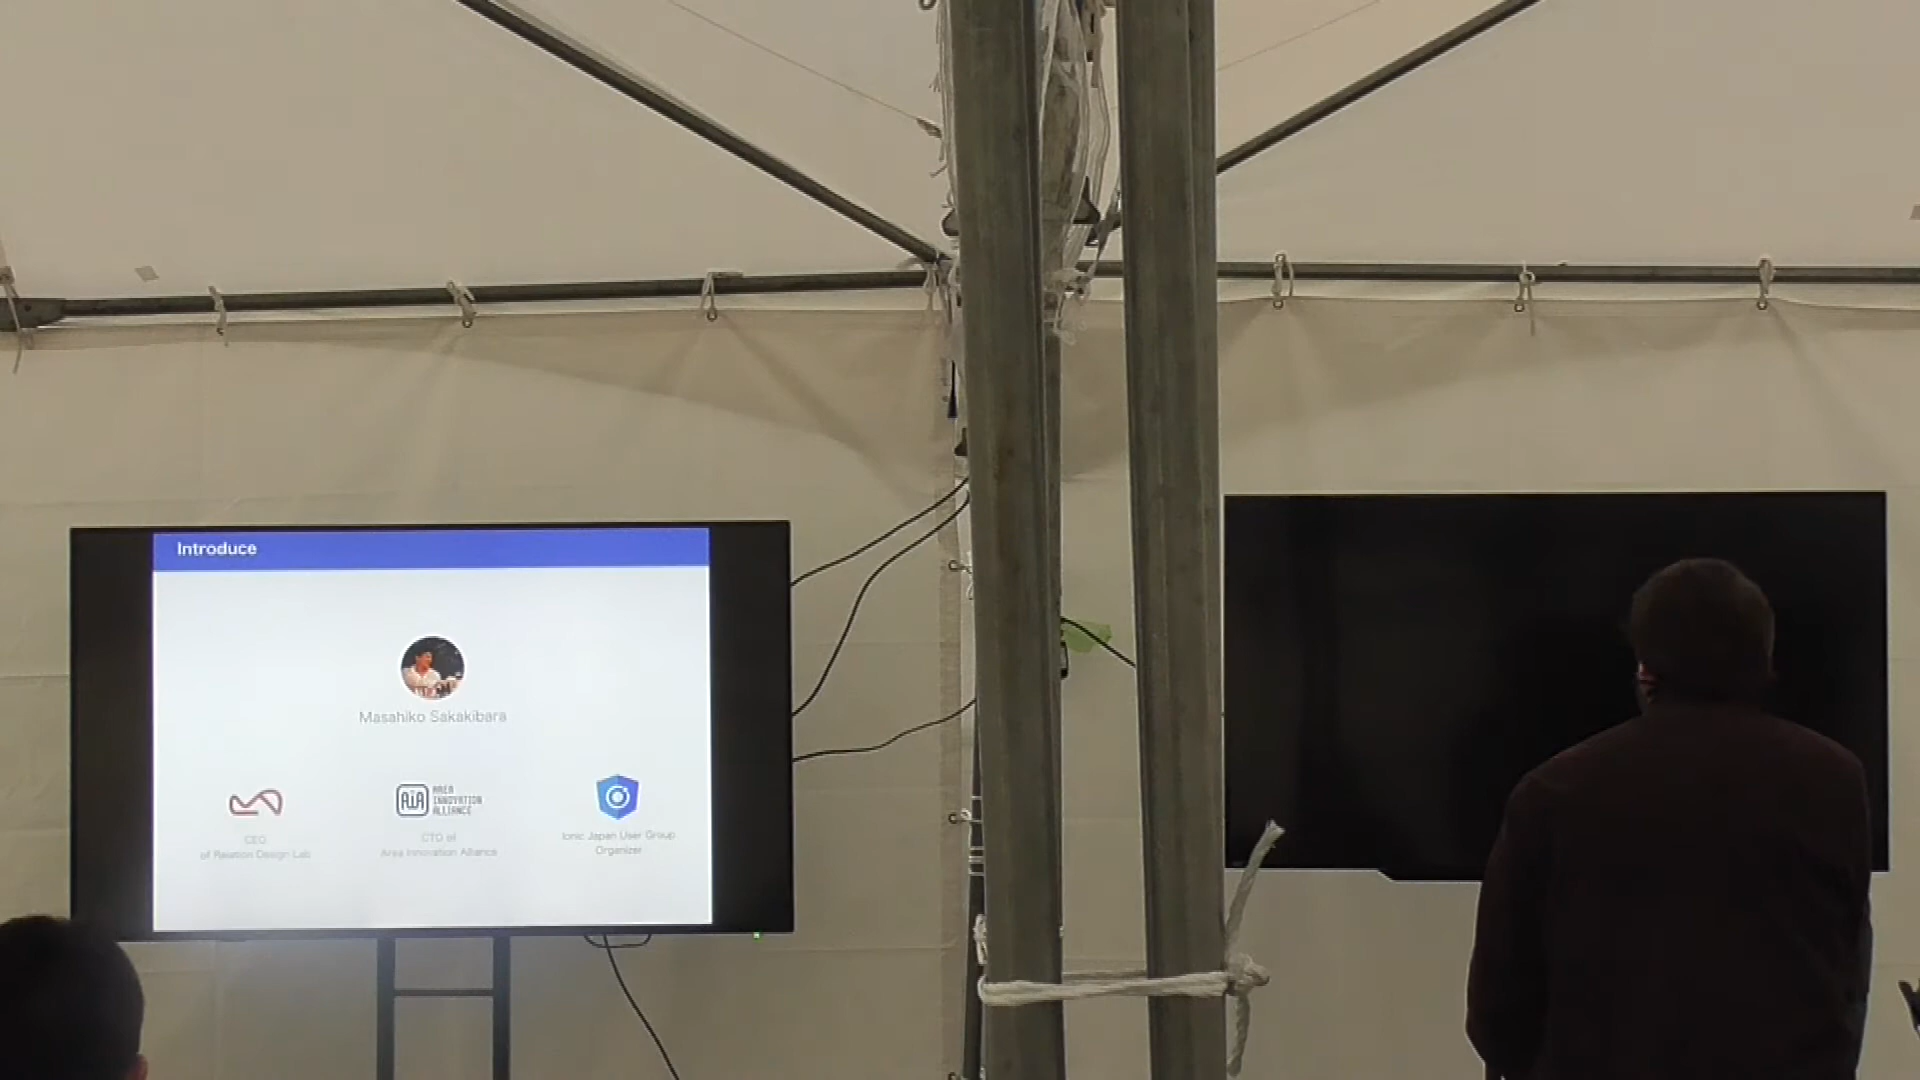 Introduce
Masahiko Sakakibara
AREA
INNOVATION
ALLIANCE
CEO
of Relation Design Lab
CTO of
Area Innovation Alliance
Ionic Japan User Group
Organizer